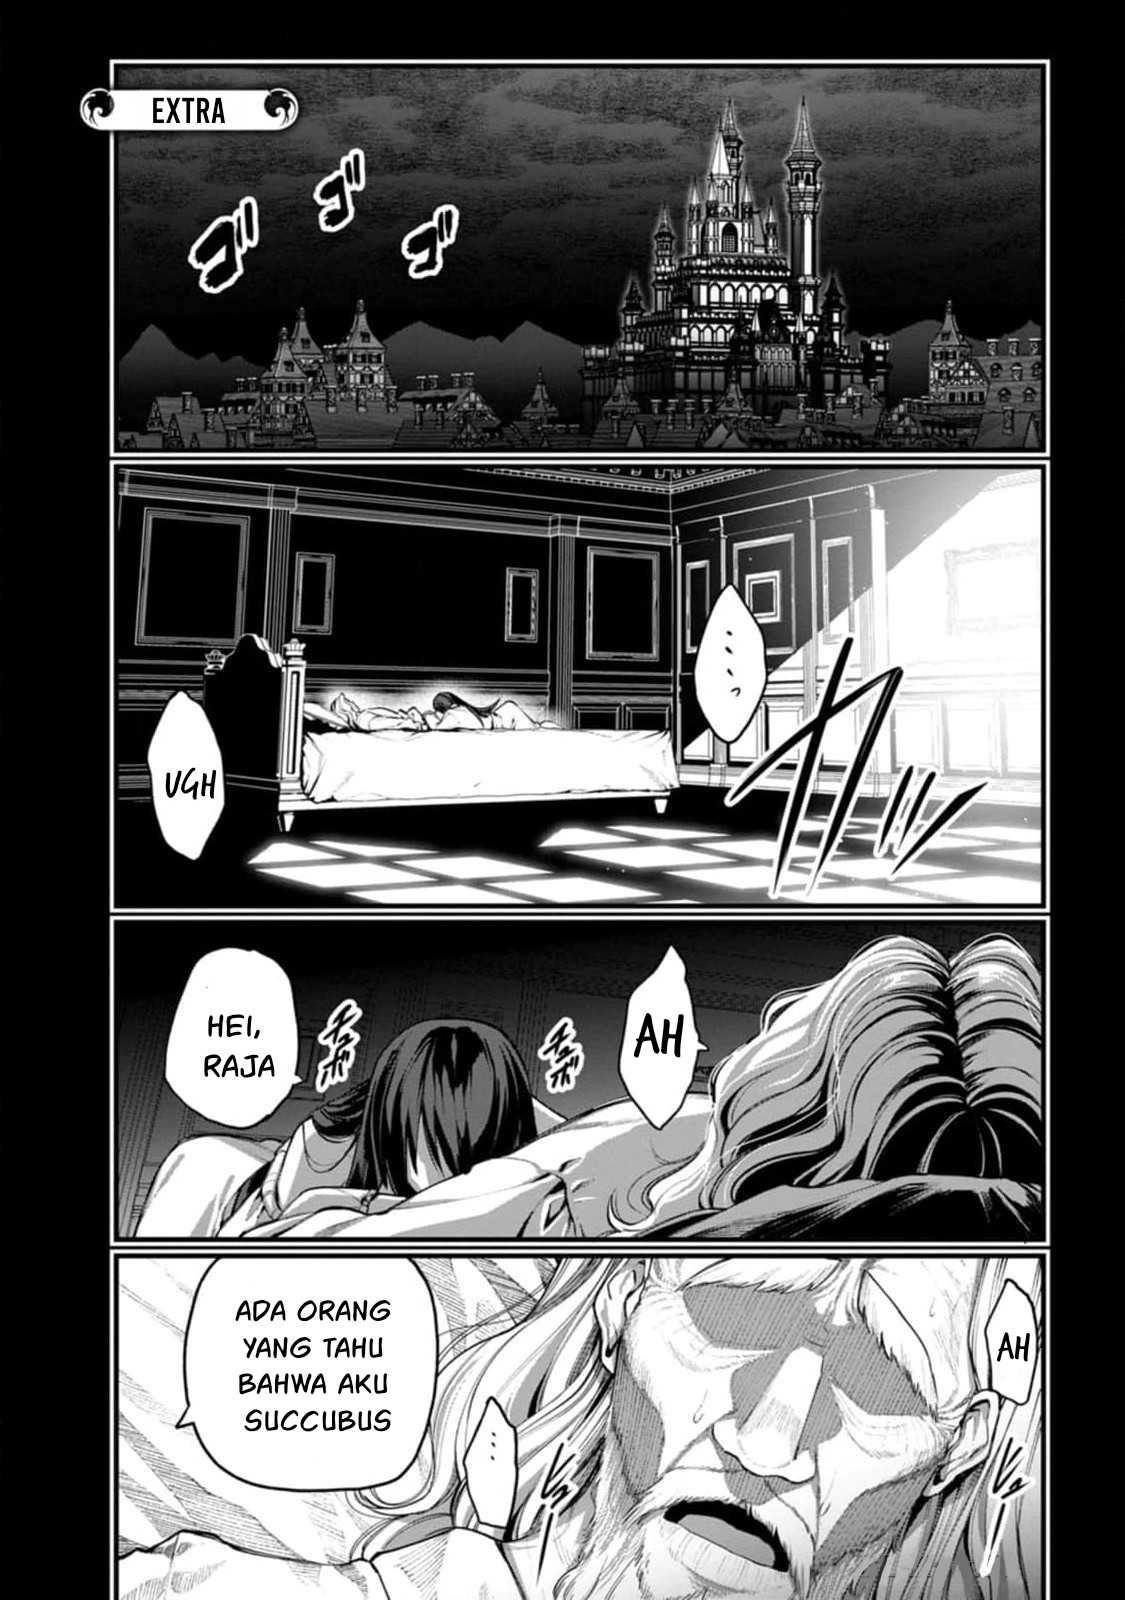 EXTRA
ゴゴゴ
UGH
AH
HEI,
RAJA
ADA ORANG
YANG TAHU
BAHWA AKU
SUCCUBUS
AH